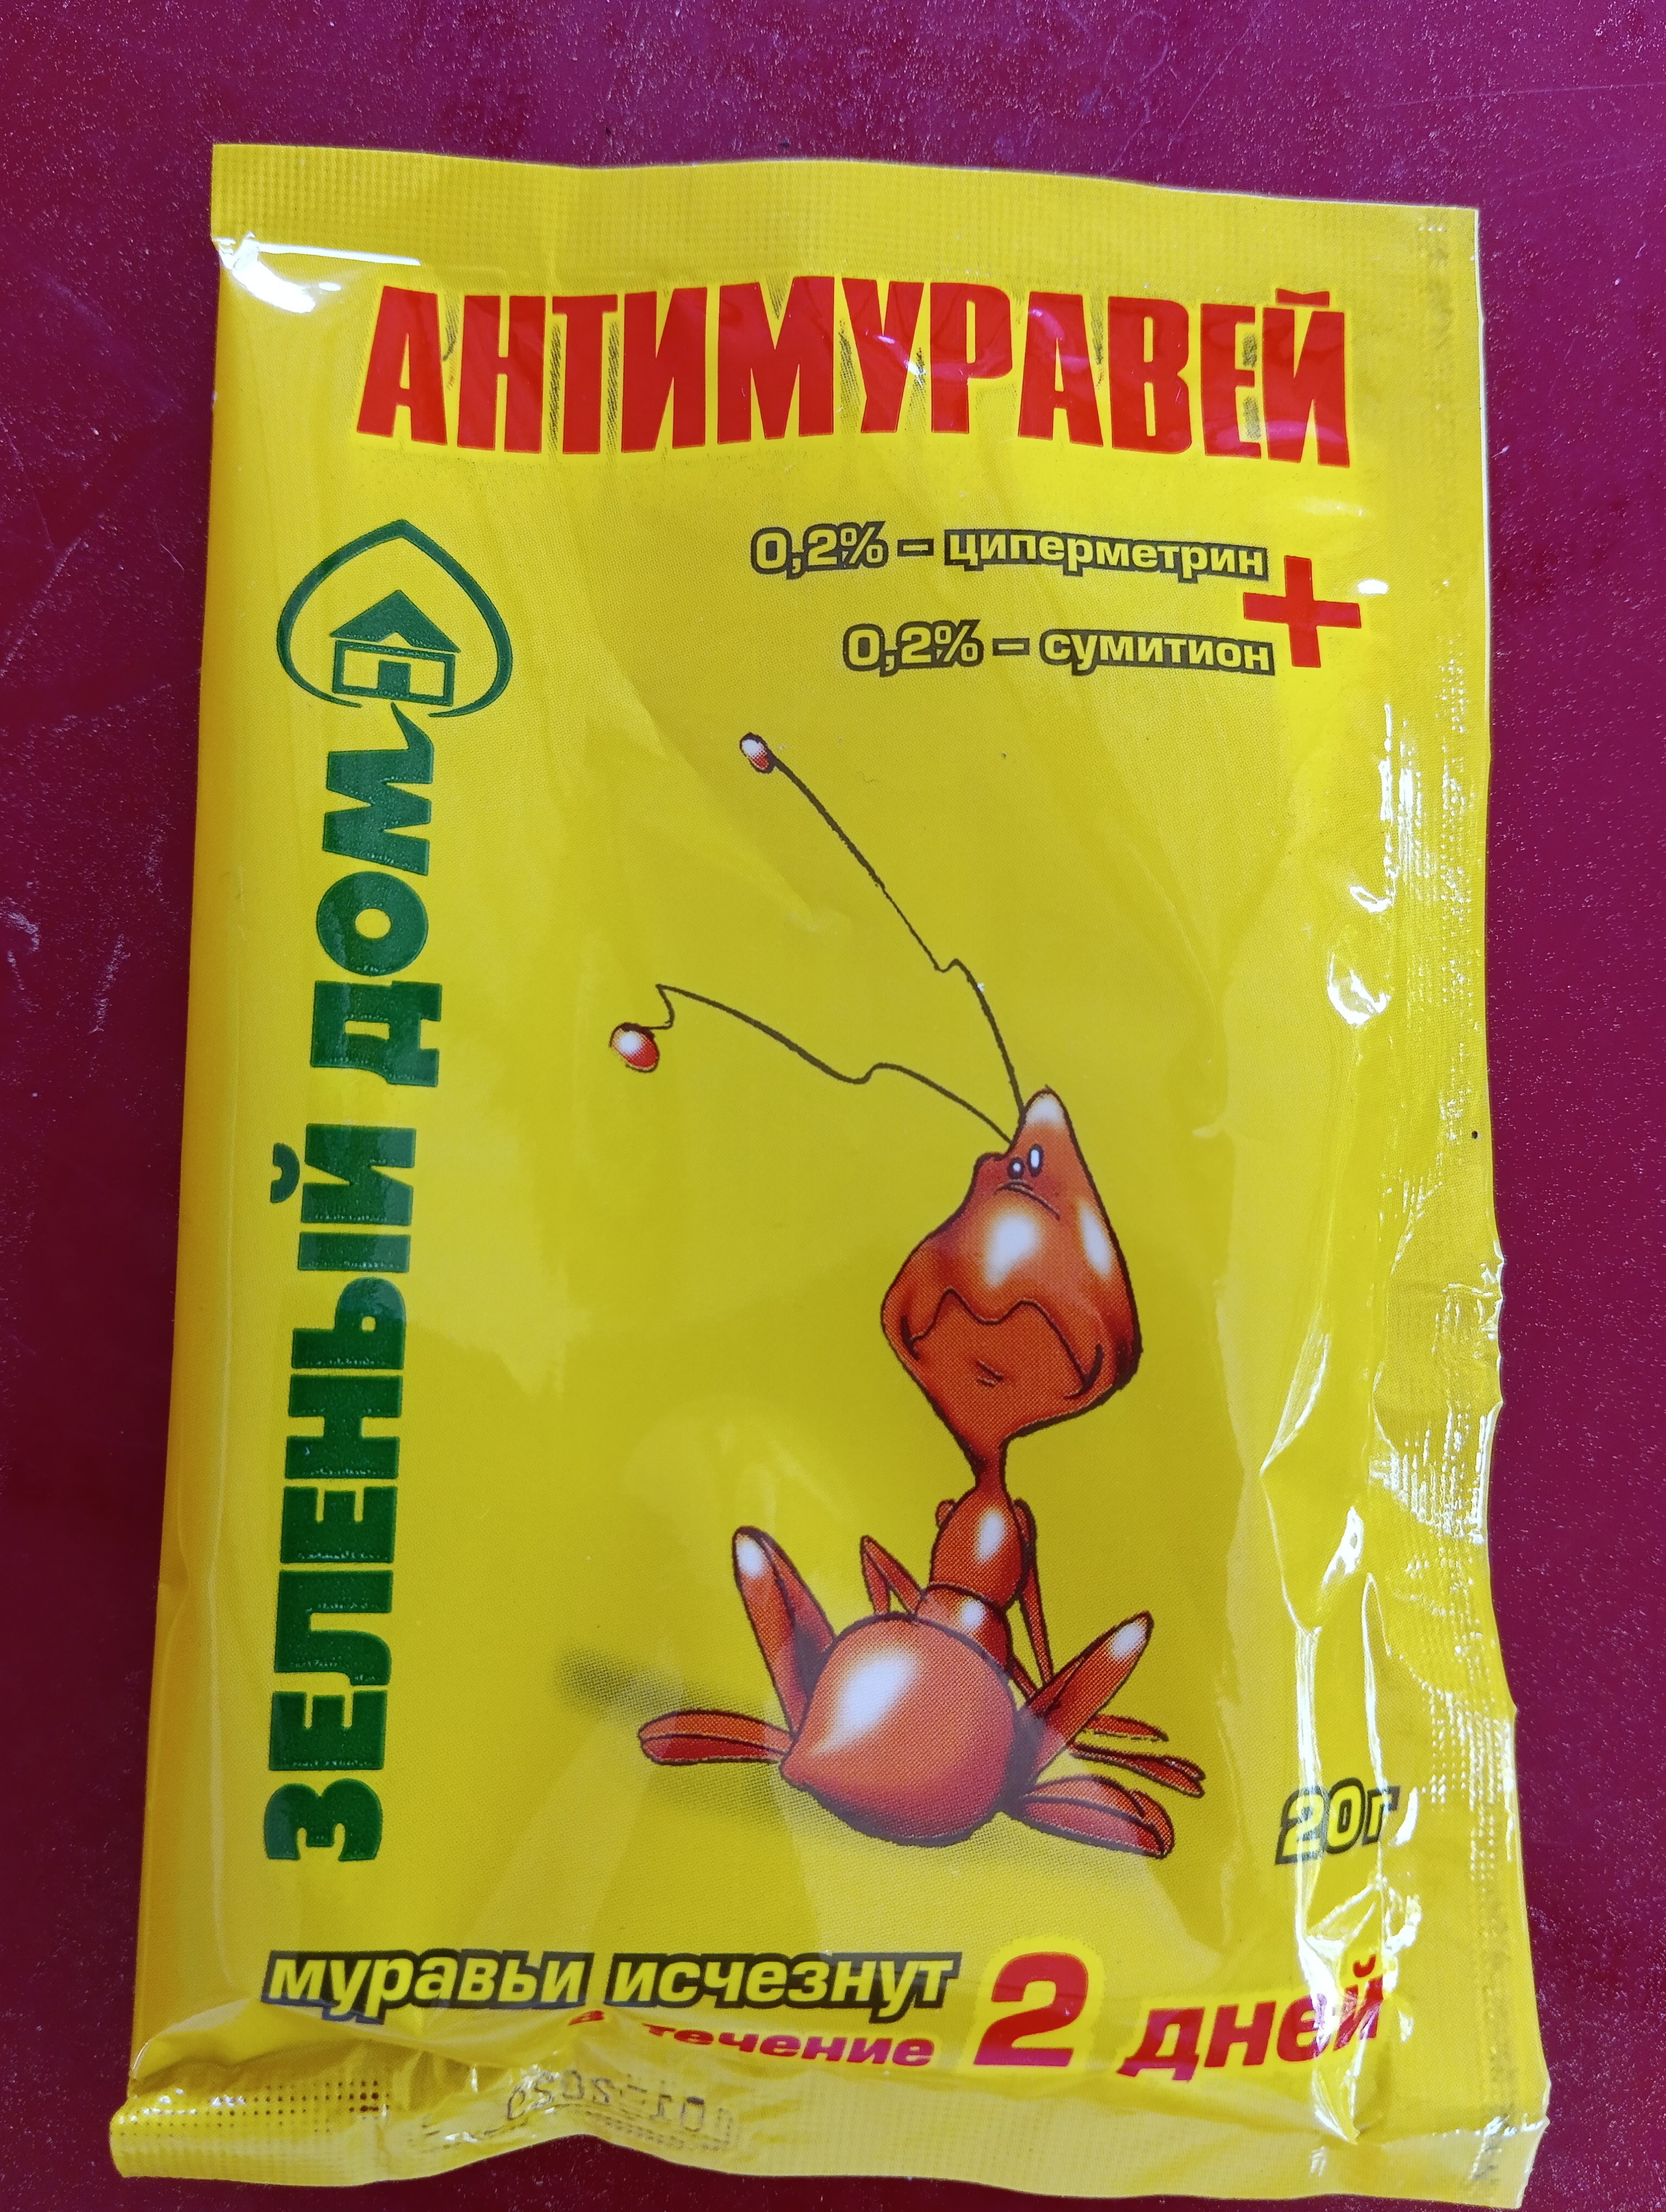 АНТИМУРАВЕЙ
0,2% – циперметрин
+
0,2% – сумитион
ЗЕЛЕНЫЙ ДОМ
20г
муравьи исчезнут
в течение 2 дней